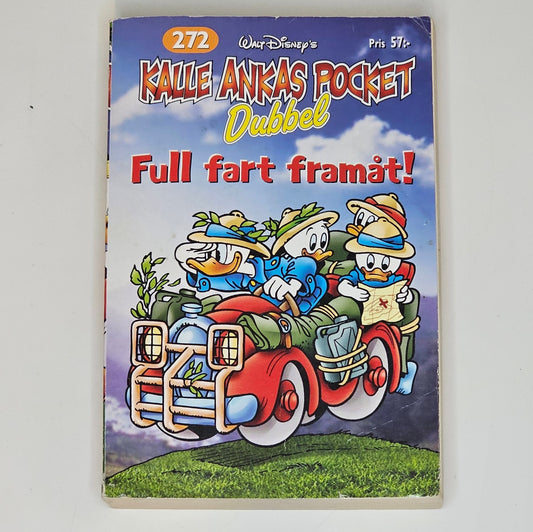 272
Walt Disney's
Pris 57:-
KALLE ANKAS POCKET
Dubbel
Full fart framåt!